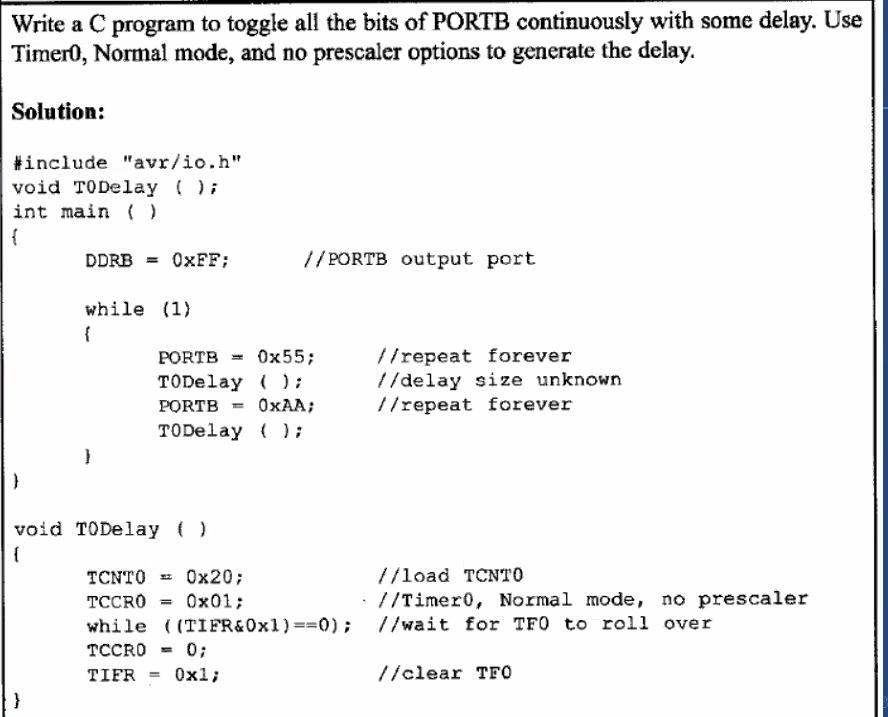 Write a C program to toggle all the bits of PORTB continuously with some delay. Use
Timer0, Normal mode, and no prescaler options to generate the delay.
Solution:
#include "avr/io.h"
void T0Delay ( );
int main ( )
{
DDRB = 0xFF; //PORTB output port
while (1)
{
PORTB = 0x55; //repeat forever
T0Delay ( ); //delay size unknown
PORTB = 0xAA; //repeat forever
T0Delay ( );
}
}
void T0Delay ( )
{
TCNT0 = 0x20; //load TCNT0
TCCR0 = 0x01; //Timer0, Normal mode, no prescaler
while ((TIFR&0x1)==0); //wait for TF0 to roll over
TCCR0 = 0;
TIFR = 0x1; //clear TF0
}